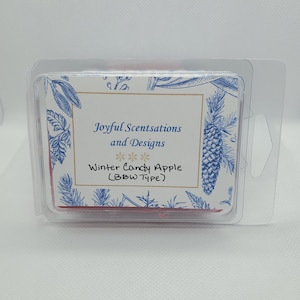 Joyful Scentsations
and Designs
Winter Candy Apple
(BBW Type)